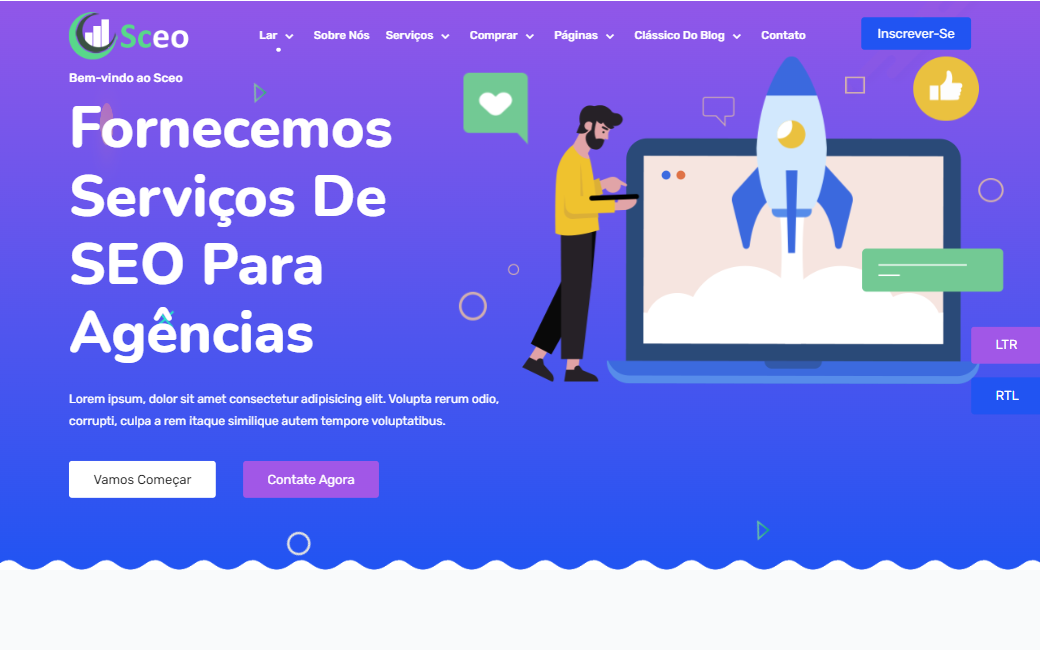 Sceo
Lar Sobre Nós Serviços Comprar Páginas Clássico Do Blog Contato Inscrever-Se
Bem-vindo ao Sceo
Fornecemos
Serviços De
SEO Para
Agências
LTR
RTL
Lorem ipsum, dolor sit amet consectetur adipisicing elit. Volupta rerum odio,
corrupti, culpa a rem itaque similique autem tempore voluptatibus.
Vamos Começar Contate Agora